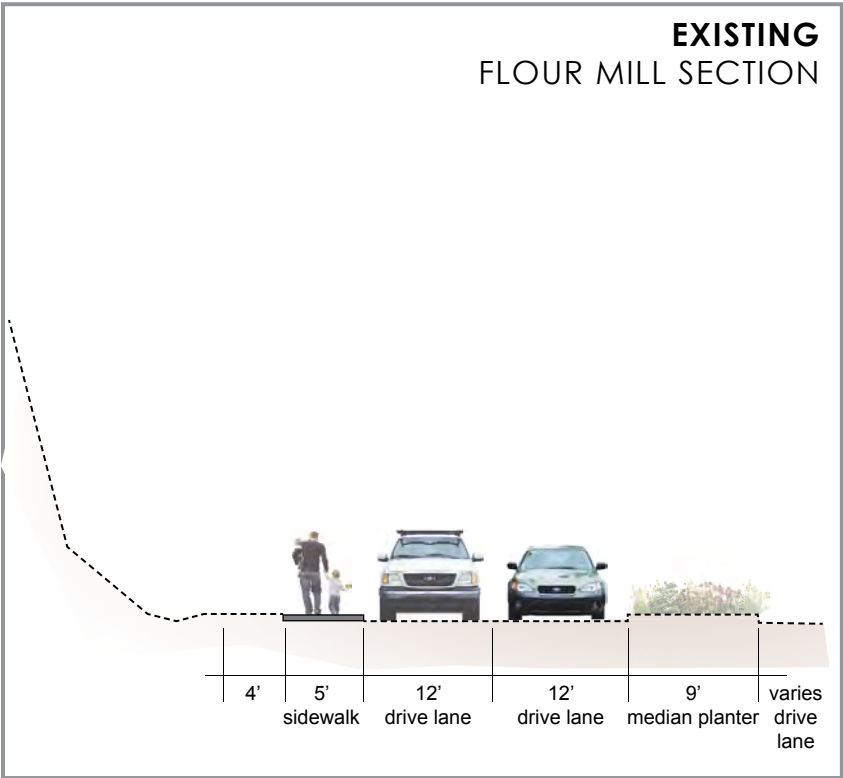 EXISTING
FLOUR MILL SECTION
4’ 5’ 12’ 12’ 9’ varies
sidewalk drive lane drive lane median planter drive
lane